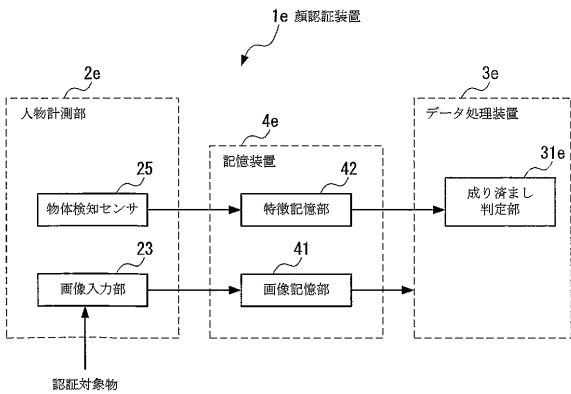 1e 顔認証装置
2e
人物計測部
3e
データ処理装置
4e
記憶装置
31e
成り済まし
判定部
25
物体検知センサ
42
特徴記憶部
23
画像入力部
41
画像記憶部
認証対象物